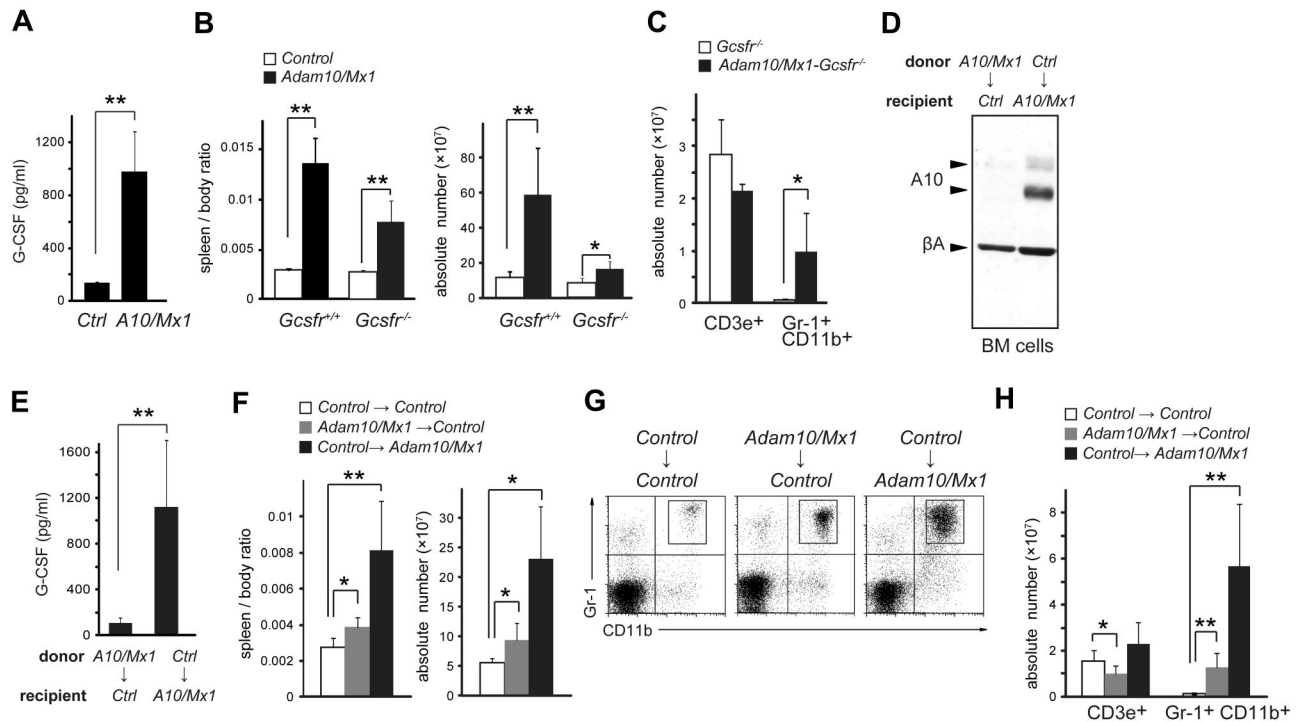 A
**
1200
800
400
0
G-CSF (pg/ml)
Ctrl A10/Mx1
B
Control
Adam10/Mx1
**
**
0.015
0.01
0.005
0
spleen / body ratio
Gcsfr+/+ Gcsfr-/-
**
*
100
80
60
40
20
0
absolute number (×10⁷)
Gcsfr+/+ Gcsfr-/-
C
Gcsfr-/-
Adam10/Mx1-Gcsfr-/-
*
3
2
1
0
absolute number (×10⁷)
CD3e+ Gr-1+
CD11b+
D
donor A10/Mx1 Ctrl
↓ ↓
recipient Ctrl A10/Mx1
A10
βA
BM cells
E
**
1600
1200
800
400
0
G-CSF (pg/ml)
donor A10/Mx1 Ctrl
↓ ↓
recipient Ctrl A10/Mx1
F
Control → Control
Adam10/Mx1 →Control
Control→ Adam10/Mx1
**
*
0.01
0.008
0.006
0.004
0.002
0
spleen / body ratio
*
*
35
30
25
20
15
10
5
0
absolute number (×10⁷)
G
Control Adam10/Mx1 Control
↓ ↓ ↓
Control Control Adam10/Mx1
Gr-1
CD11b
H
Control → Control
Adam10/Mx1 →Control
Control→ Adam10/Mx1
**
*
**
8
6
4
2
0
absolute number (×10⁷)
CD3e+ Gr-1+ CD11b+